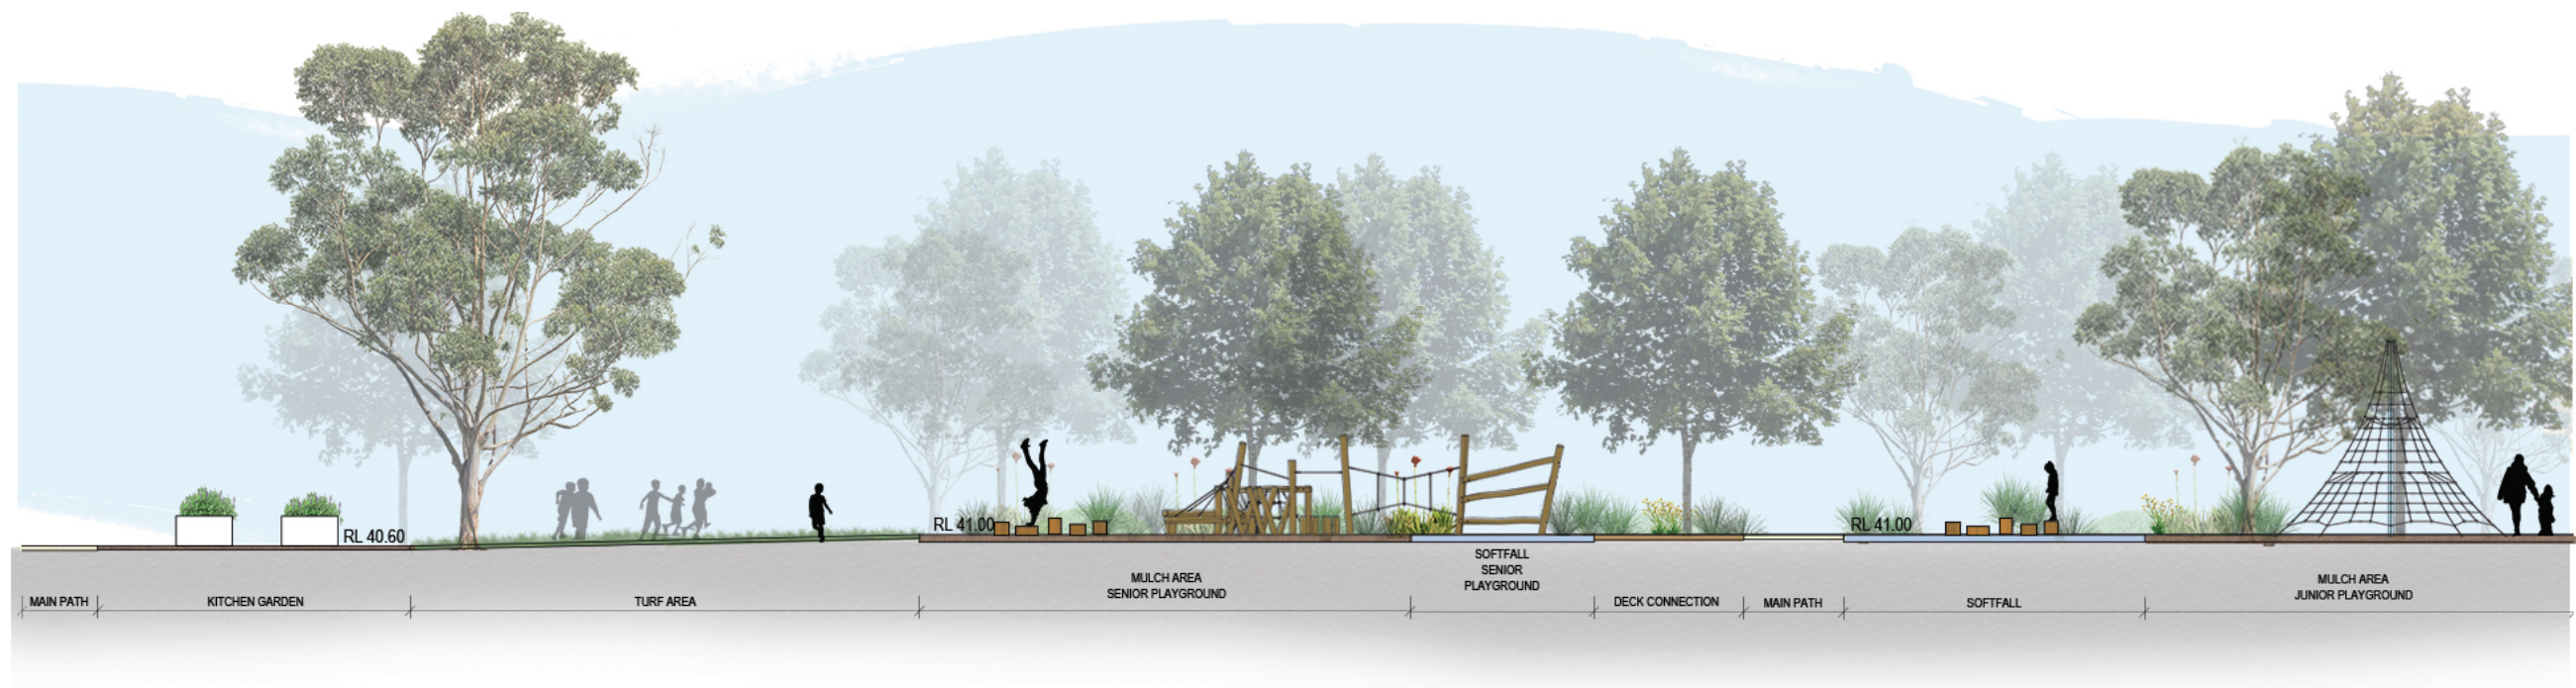 RL 40.60
RL 41.00
RL 41.00
MAIN PATH
KITCHEN GARDEN
TURF AREA
MULCH AREA
SENIOR PLAYGROUND
SOFTFALL
SENIOR
PLAYGROUND
DECK CONNECTION
MAIN PATH
SOFTFALL
MULCH AREA
JUNIOR PLAYGROUND